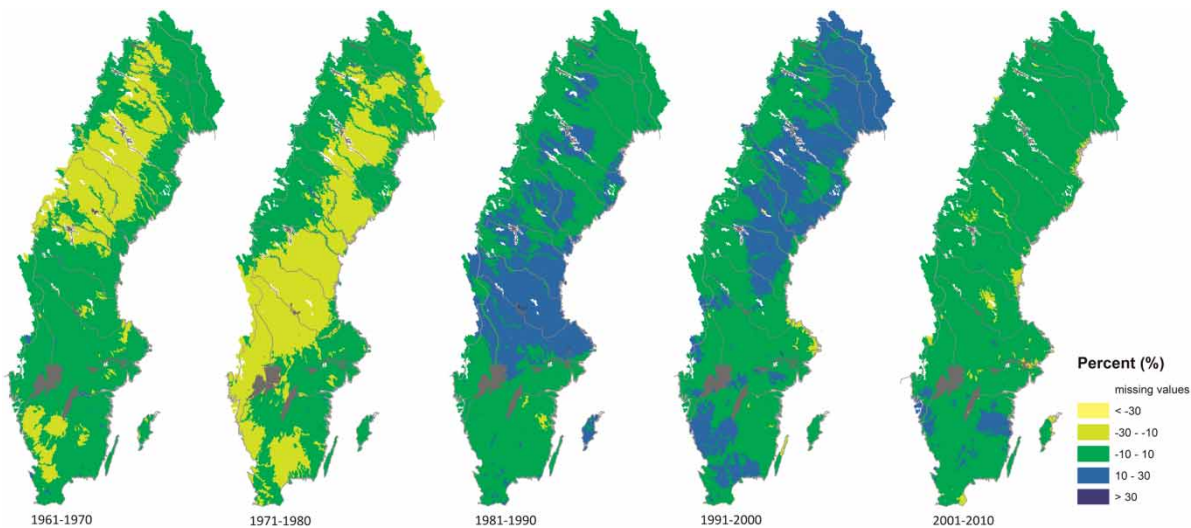 Percent (%)
missing values
< -30
-30 - -10
-10 - 10
10 - 30
> 30
1961-1970
1971-1980
1981-1990
1991-2000
2001-2010